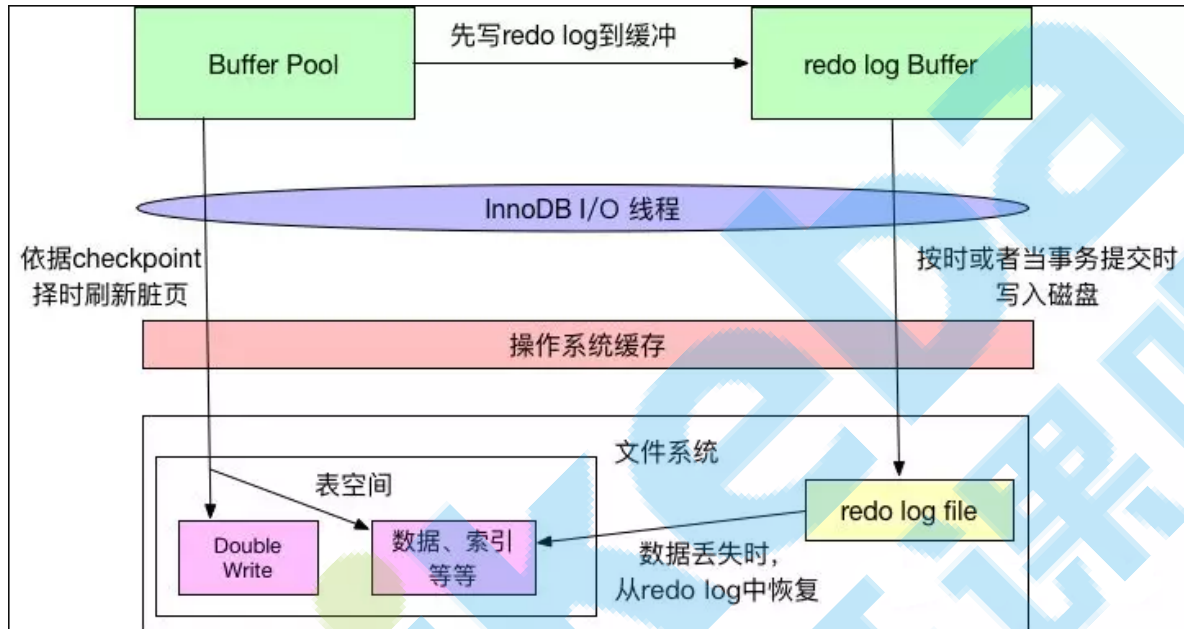 先写redo log到缓冲
Buffer Pool
redo log Buffer
InnoDB I/O 线程
依据checkpoint
择时刷新脏页
按时或者当事务提交时
写入磁盘
操作系统缓存
文件系统
表空间
redo log file
Double
Write
数据、索引
等等
数据丢失时，
从redo log中恢复